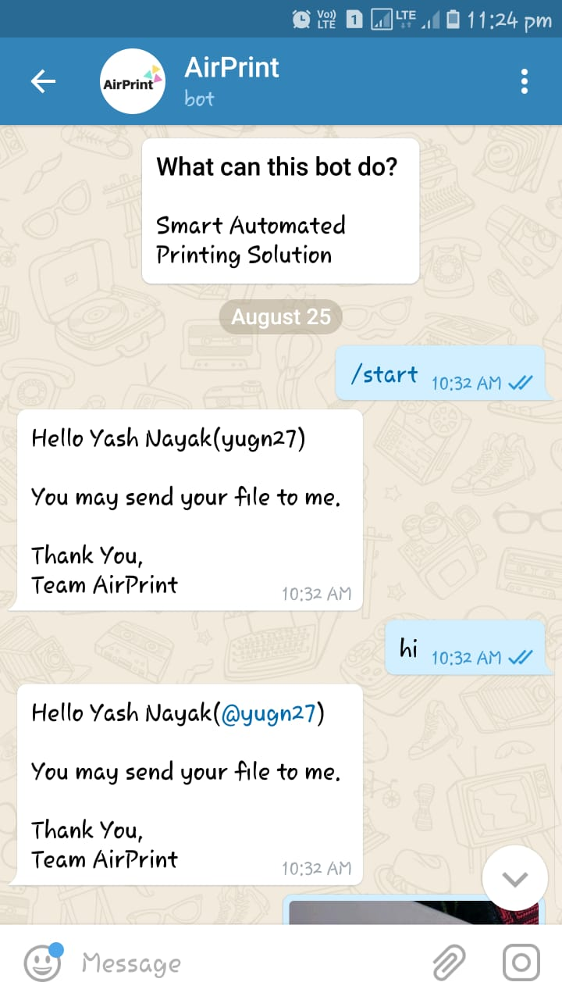 Vo)) LTE 1 LTE 11:24 pm
AirPrint
AirPrint
bot
What can this bot do?
Smart Automated
Printing Solution
August 25
/start 10:32 AM
Hello Yash Nayak(yugn27)
You may send your file to me.
Thank You,
Team AirPrint
10:32 AM
hi 10:32 AM
Hello Yash Nayak(@yugn27)
You may send your file to me.
Thank You,
Team AirPrint
10:32 AM
Message